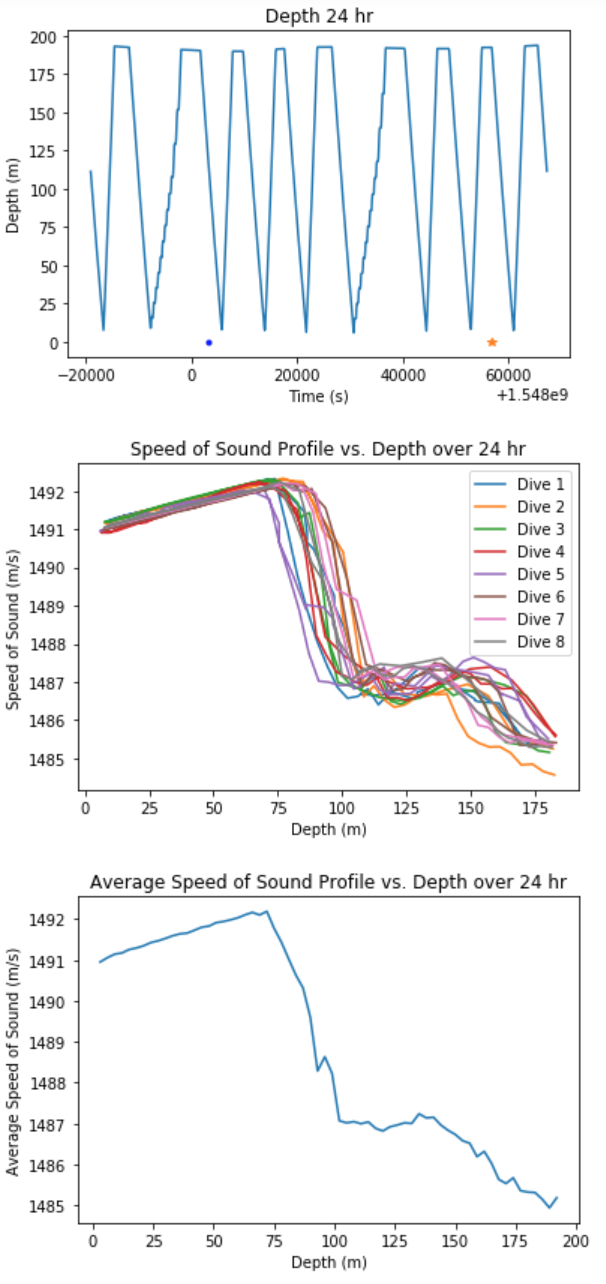 Depth 24 hr
Depth (m)
200
175
150
125
100
75
50
25
0
−20000 0 20000 40000 60000
+1.548e9
Time (s)
Speed of Sound Profile vs. Depth over 24 hr
Speed of Sound (m/s)
1492
1491
1490
1489
1488
1487
1486
1485
Dive 1
Dive 2
Dive 3
Dive 4
Dive 5
Dive 6
Dive 7
Dive 8
0 25 50 75 100 125 150 175
Depth (m)
Average Speed of Sound Profile vs. Depth over 24 hr
Average Speed of Sound (m/s)
1492
1491
1490
1489
1488
1487
1486
1485
0 25 50 75 100 125 150 175 200
Depth (m)